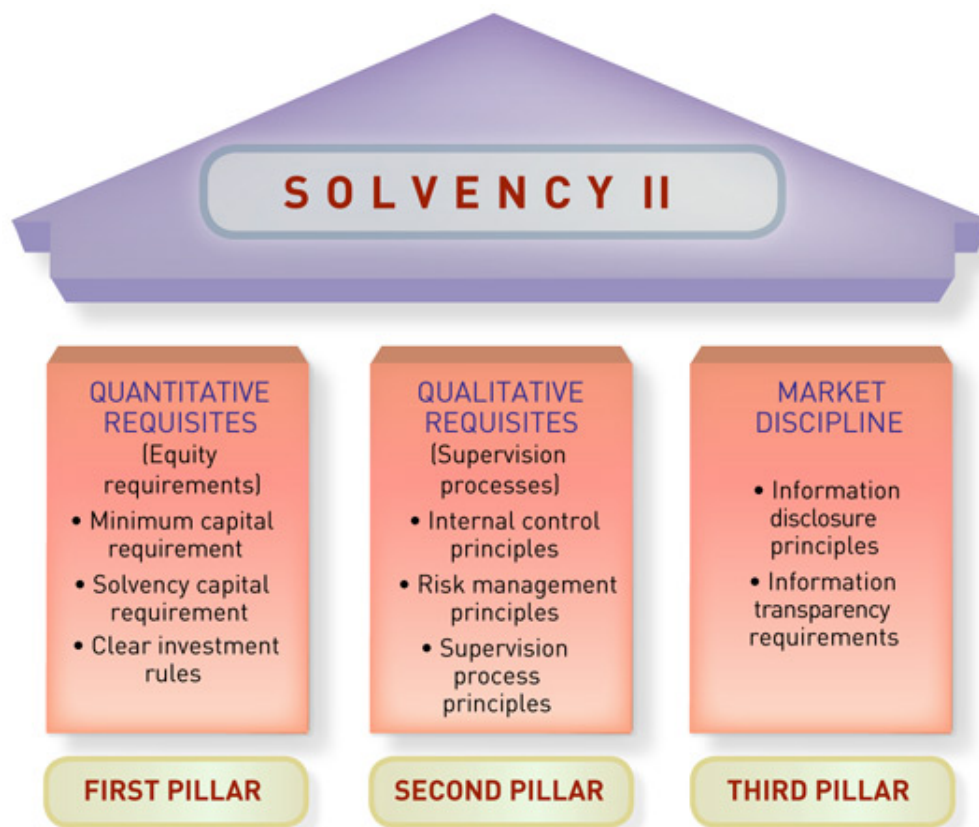 SOLVENCY II
QUANTITATIVE
REQUISITES
(Equity
requirements)
• Minimum capital
requirement
• Solvency capital
requirement
• Clear investment
rules
FIRST PILLAR
QUALITATIVE
REQUISITES
(Supervision
processes)
• Internal control
principles
• Risk management
principles
• Supervision
process
principles
SECOND PILLAR
MARKET
DISCIPLINE
• Information
disclosure
principles
• Information
transparency
requirements
THIRD PILLAR